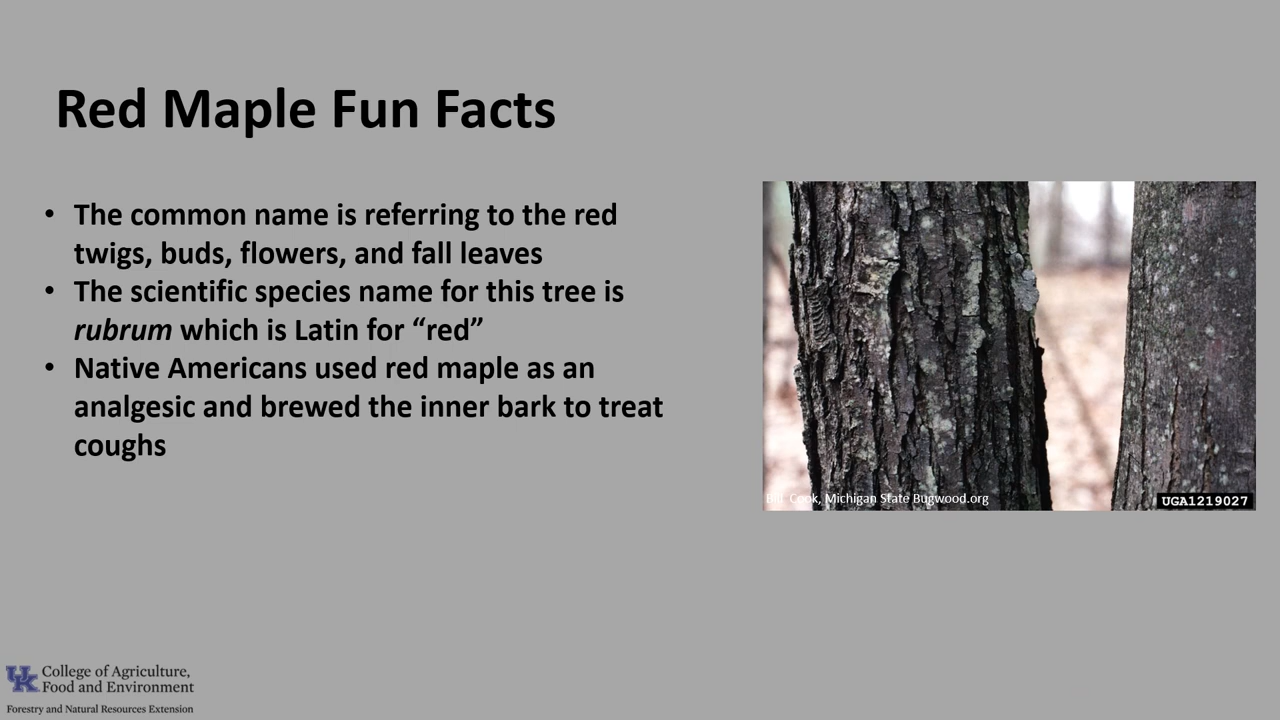 Red Maple Fun Facts
• The common name is referring to the red
twigs, buds, flowers, and fall leaves
• The scientific species name for this tree is
rubrum which is Latin for “red”
• Native Americans used red maple as an
analgesic and brewed the inner bark to treat
coughs
Bill Cook, Michigan State Bugwood.org
UGA1219027
UK College of Agriculture,
Food and Environment
Forestry and Natural Resources Extension